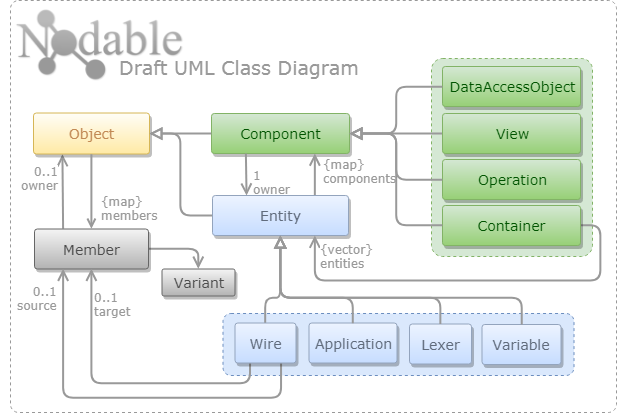 Nodable
Draft UML Class Diagram
DataAccessObject
Object
Component
View
0..1
owner
{map}
members
1
owner
{map}
components
Operation
Entity
Container
Member
{vector}
entities
Variant
0..1
source
0..1
target
Wire
Application
Lexer
Variable